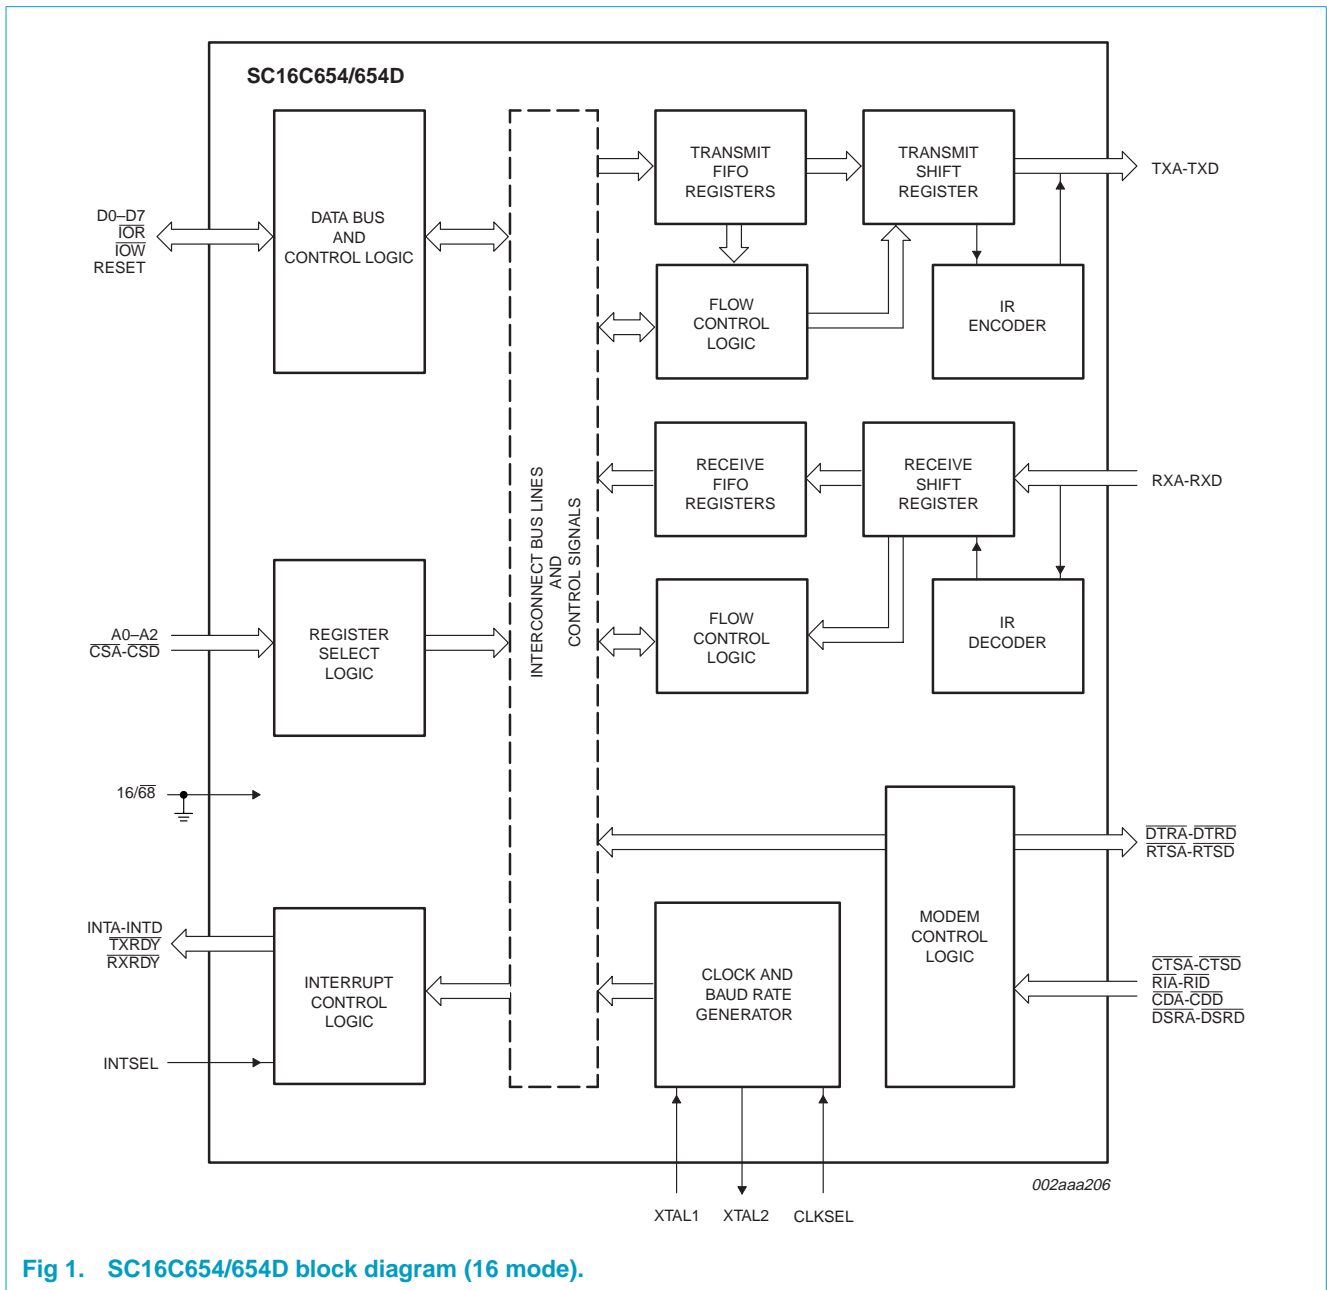 SC16C654/654D
DATA BUS
AND
CONTROL LOGIC
D0–D7
IOR
IOW
RESET
REGISTER
SELECT
LOGIC
A0–A2
CSA-CSD
16/68
INTERRUPT
CONTROL
LOGIC
INTA-INTD
TXRDY
RXRDY
INTSEL
INTERCONNECT BUS LINES
AND
CONTROL SIGNALS
TRANSMIT
FIFO
REGISTERS
TRANSMIT
SHIFT
REGISTER
TXA-TXD
FLOW
CONTROL
LOGIC
IR
ENCODER
RECEIVE
FIFO
REGISTERS
RECEIVE
SHIFT
REGISTER
RXA-RXD
FLOW
CONTROL
LOGIC
IR
DECODER
MODEM
CONTROL
LOGIC
DTRA-DTRD
RTSA-RTSD
CTSA-CTSD
RIA-RID
CDA-CDD
DSRA-DSRD
CLOCK AND
BAUD RATE
GENERATOR
XTAL1
XTAL2
CLKSEL
002aaa206
Fig 1. SC16C654/654D block diagram (16 mode).